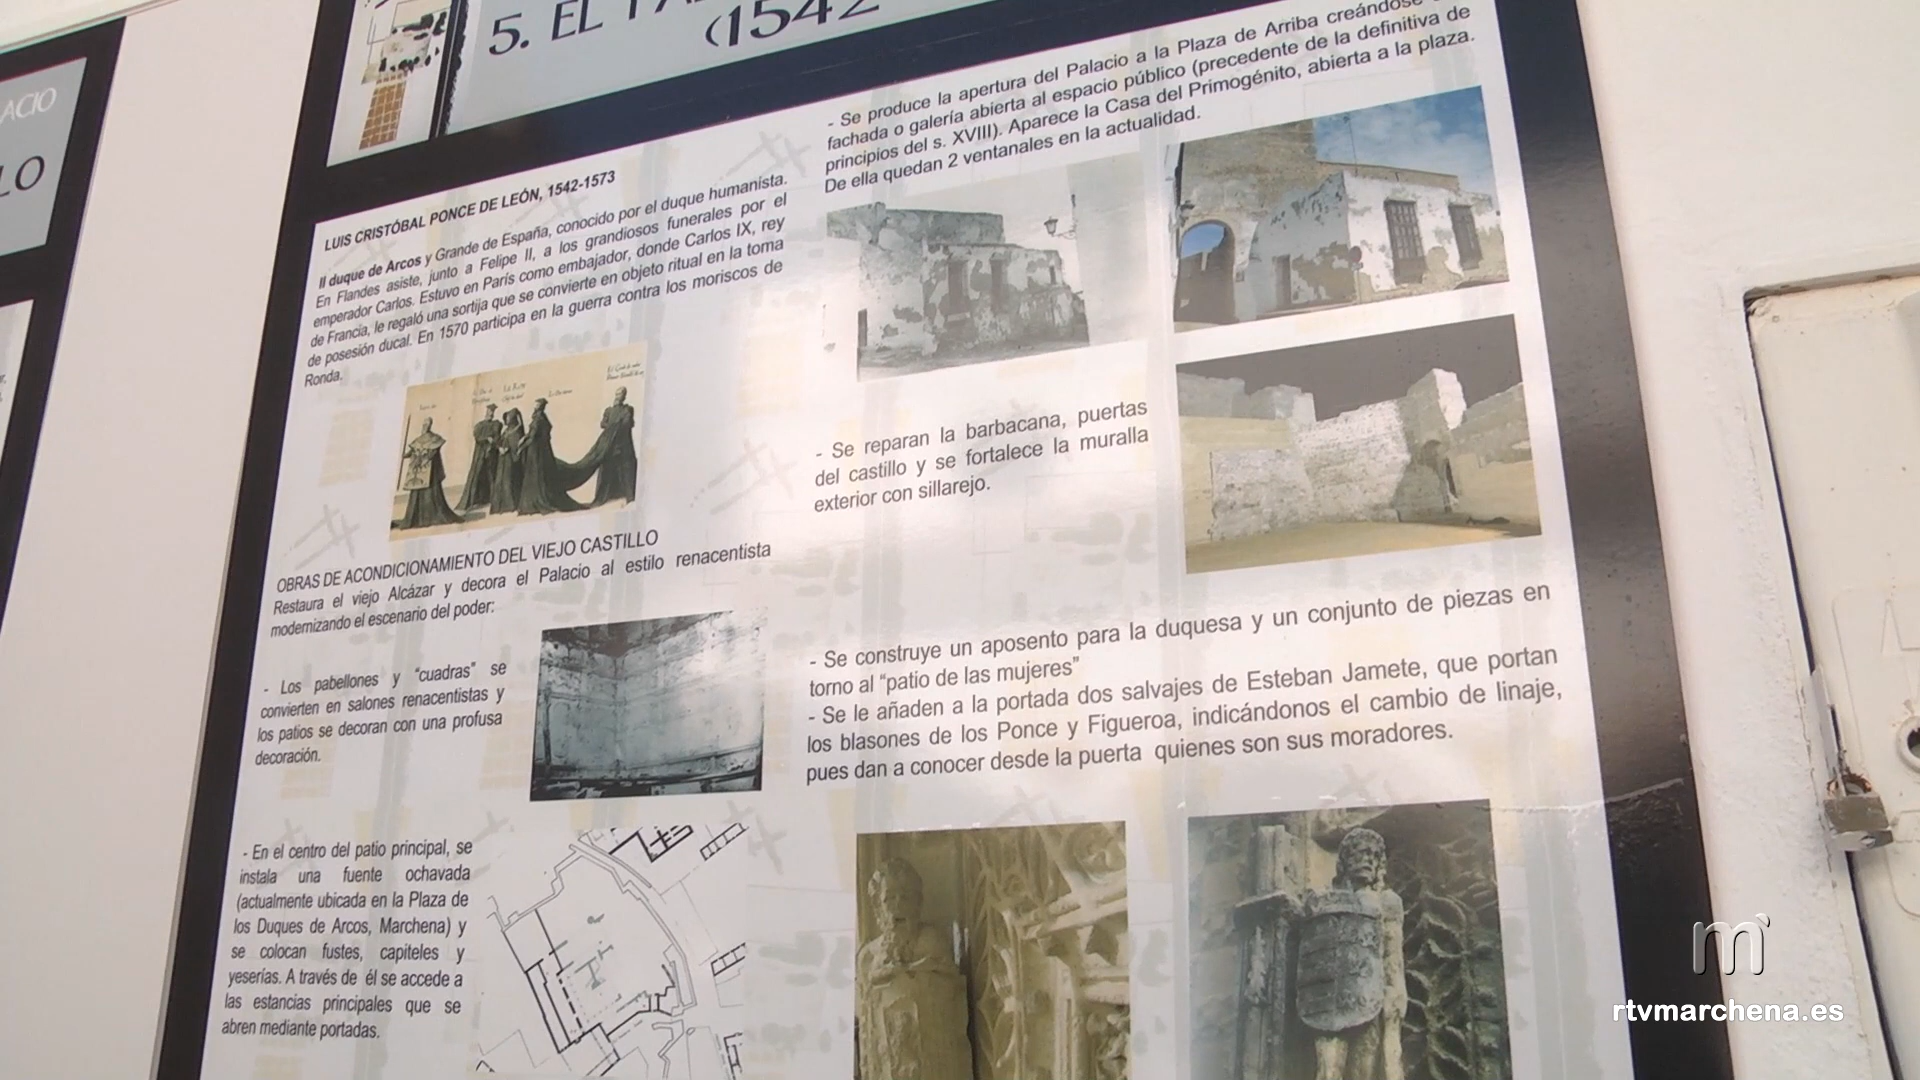 ACIO
LO
5. EL
(1542
LUIS CRISTÓBAL PONCE DE LEÓN, 1542-1573
II duque de Arcos y Grande de España, conocido por el duque humanista.
En Flandes asiste, junto a Felipe II, a los grandiosos funerales por el
emperador Carlos. Estuvo en París como embajador, donde Carlos IX, rey
de Francia, le regaló una sortija que se convierte en objeto ritual en la toma
de posesión ducal. En 1570 participa en la guerra contra los moriscos de
Ronda.
OBRAS DE ACONDICIONAMIENTO DEL VIEJO CASTILLO
Restaura el viejo Alcázar y decora el Palacio al estilo renacentista
modernizando el escenario del poder:
- Los pabellones y “cuadras” se
convierten en salones renacentistas y
los patios se decoran con una profusa
decoración.
- En el centro del patio principal, se
instala una fuente ochavada
(actualmente ubicada en la Plaza de
los Duques de Arcos, Marchena) y
se colocan fustes, capiteles y
yeserías. A través de él se accede a
las estancias principales que se
abren mediante portadas.
- Se produce la apertura del Palacio a la Plaza de Arriba creándose
fachada o galería abierta al espacio público (precedente de la definitiva de
principios del s. XVIII). Aparece la Casa del Primogénito, abierta a la plaza.
De ella quedan 2 ventanales en la actualidad.
- Se reparan la barbacana, puertas
del castillo y se fortalece la muralla
exterior con sillarejo.
- Se construye un aposento para la duquesa y un conjunto de piezas en
torno al “patio de las mujeres”
- Se le añaden a la portada dos salvajes de Esteban Jamete, que portan
los blasones de los Ponce y Figueroa, indicándonos el cambio de linaje,
pues dan a conocer desde la puerta quienes son sus moradores.
m
rtvmarchena.es